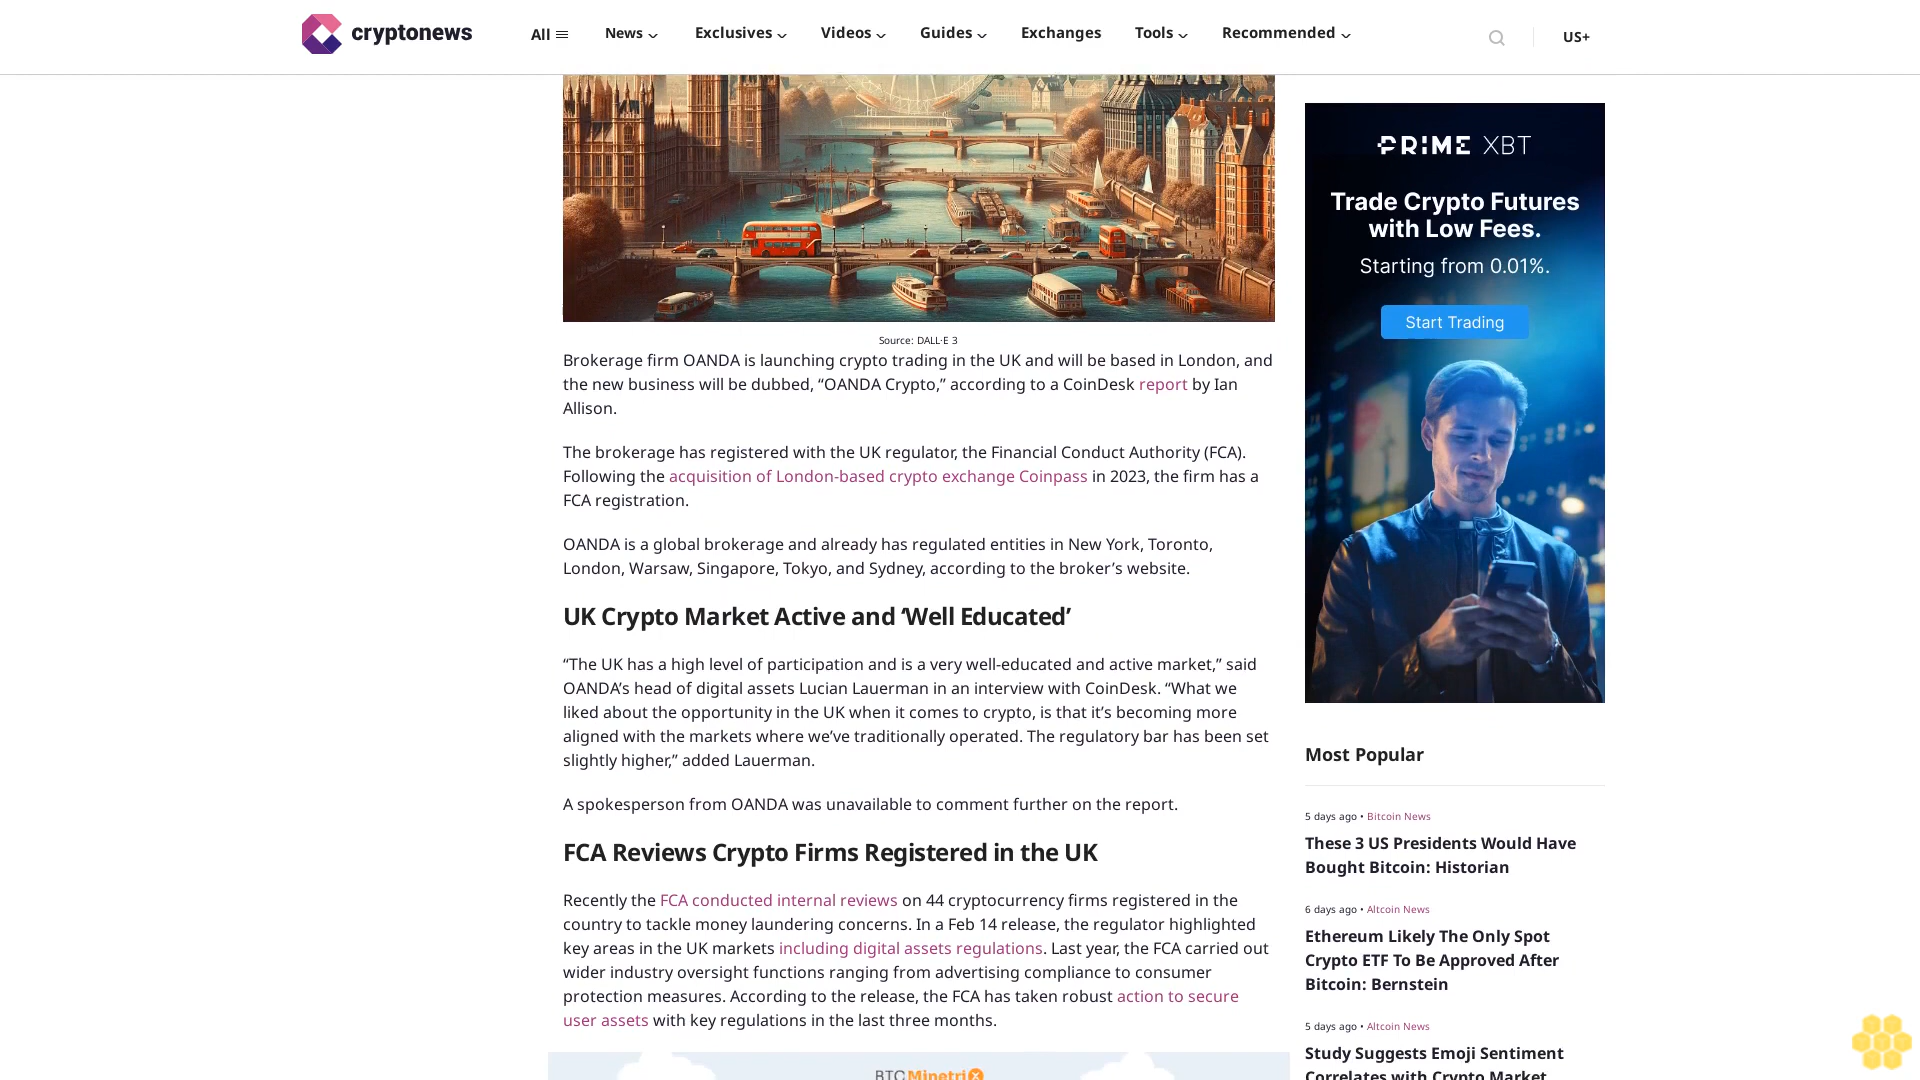 cryptonews
All
News
Exclusives
Videos
Guides
Exchanges
Tools
Recommended
US+
Source: DALL·E 3
Brokerage firm OANDA is launching crypto trading in the UK and will be based in London, and
the new business will be dubbed, “OANDA Crypto,” according to a CoinDesk report by Ian
Allison.
The brokerage has registered with the UK regulator, the Financial Conduct Authority (FCA).
Following the acquisition of London-based crypto exchange Coinpass in 2023, the firm has a
FCA registration.
OANDA is a global brokerage and already has regulated entities in New York, Toronto,
London, Warsaw, Singapore, Tokyo, and Sydney, according to the broker’s website.
UK Crypto Market Active and ‘Well Educated’
“The UK has a high level of participation and is a very well-educated and active market,” said
OANDA’s head of digital assets Lucian Lauerman in an interview with CoinDesk. “What we
liked about the opportunity in the UK when it comes to crypto, is that it’s becoming more
aligned with the markets where we’ve traditionally operated. The regulatory bar has been set
slightly higher,” added Lauerman.
A spokesperson from OANDA was unavailable to comment further on the report.
FCA Reviews Crypto Firms Registered in the UK
Recently the FCA conducted internal reviews on 44 cryptocurrency firms registered in the
country to tackle money laundering concerns. In a Feb 14 release, the regulator highlighted
key areas in the UK markets including digital assets regulations. Last year, the FCA carried out
wider industry oversight functions ranging from advertising compliance to consumer
protection measures. According to the release, the FCA has taken robust action to secure
user assets with key regulations in the last three months.
BTC Minetrix
PRIME XBT
Trade Crypto Futures
with Low Fees.
Starting from 0.01%.
Start Trading
Most Popular
5 days ago • Bitcoin News
These 3 US Presidents Would Have
Bought Bitcoin: Historian
6 days ago • Altcoin News
Ethereum Likely The Only Spot
Crypto ETF To Be Approved After
Bitcoin: Bernstein
5 days ago • Altcoin News
Study Suggests Emoji Sentiment
Correlates with Crypto Market